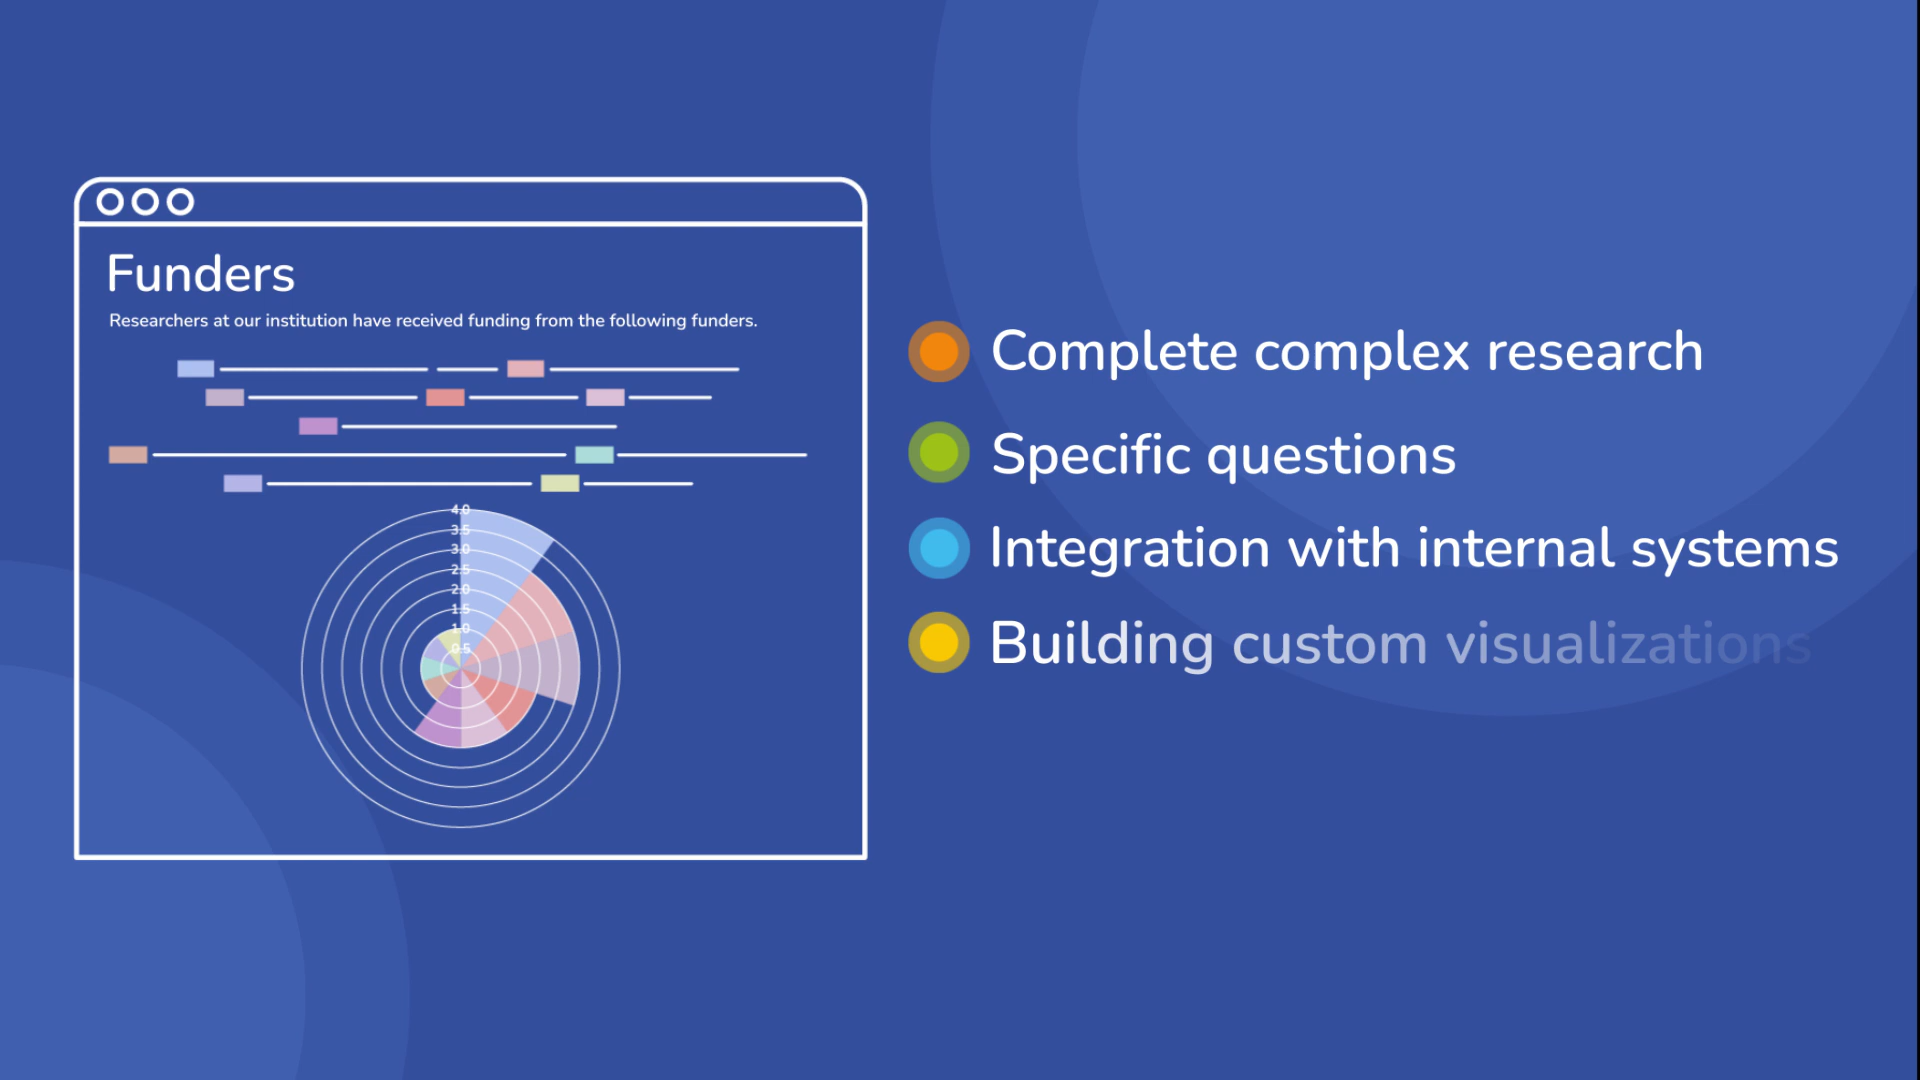 Funders
Researchers at our institution have received funding from the following funders.
4.0
3.5
3.0
2.5
2.0
1.5
1.0
0.5
Complete complex research
Specific questions
Integration with internal systems
Building custom visualizations